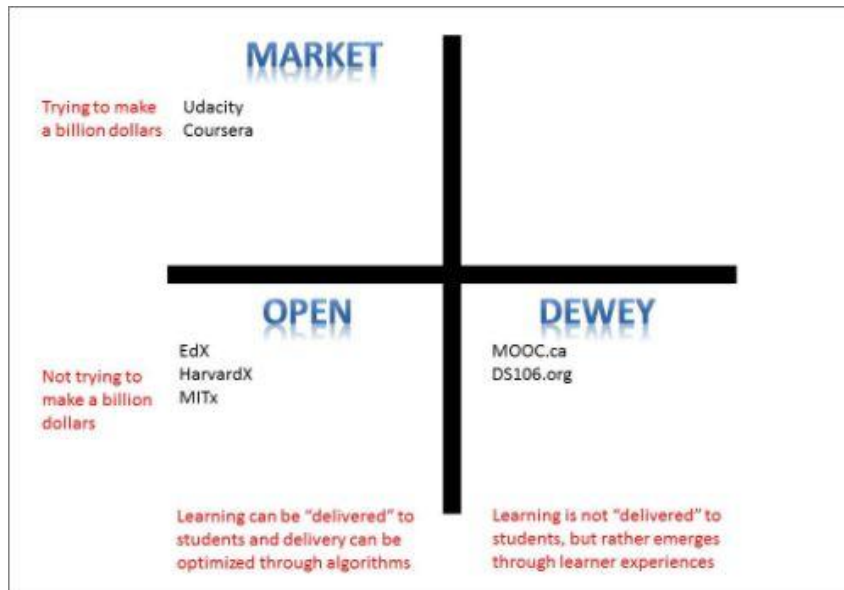 MARKET
Trying to make
a billion dollars
Udacity
Coursera
OPEN
EdX
HarvardX
MITx
DEWEY
MOOC.ca
DS106.org
Not trying to
make a billion
dollars
Learning can be “delivered” to
students and delivery can be
optimized through algorithms
Learning is not “delivered” to
students, but rather emerges
through learner experiences